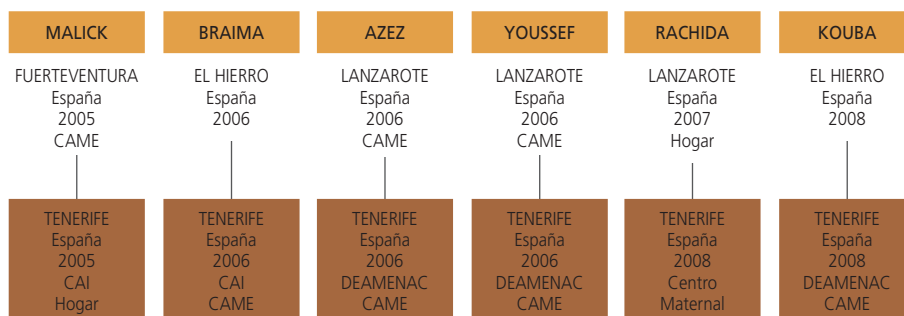 MALICK
FUERTEVENTURA
España
2005
CAME
TENERIFE
España
2005
CAI
Hogar
BRAIMA
EL HIERRO
España
2006
TENERIFE
España
2006
CAI
CAME
AZEZ
LANZAROTE
España
2006
CAME
TENERIFE
España
2006
DEAMENAC
CAME
YOUSSEF
LANZAROTE
España
2006
CAME
TENERIFE
España
2006
DEAMENAC
CAME
RACHIDA
LANZAROTE
España
2007
Hogar
TENERIFE
España
2008
Centro
Maternal
KOUBA
EL HIERRO
España
2008
TENERIFE
España
2008
DEAMENAC
CAME